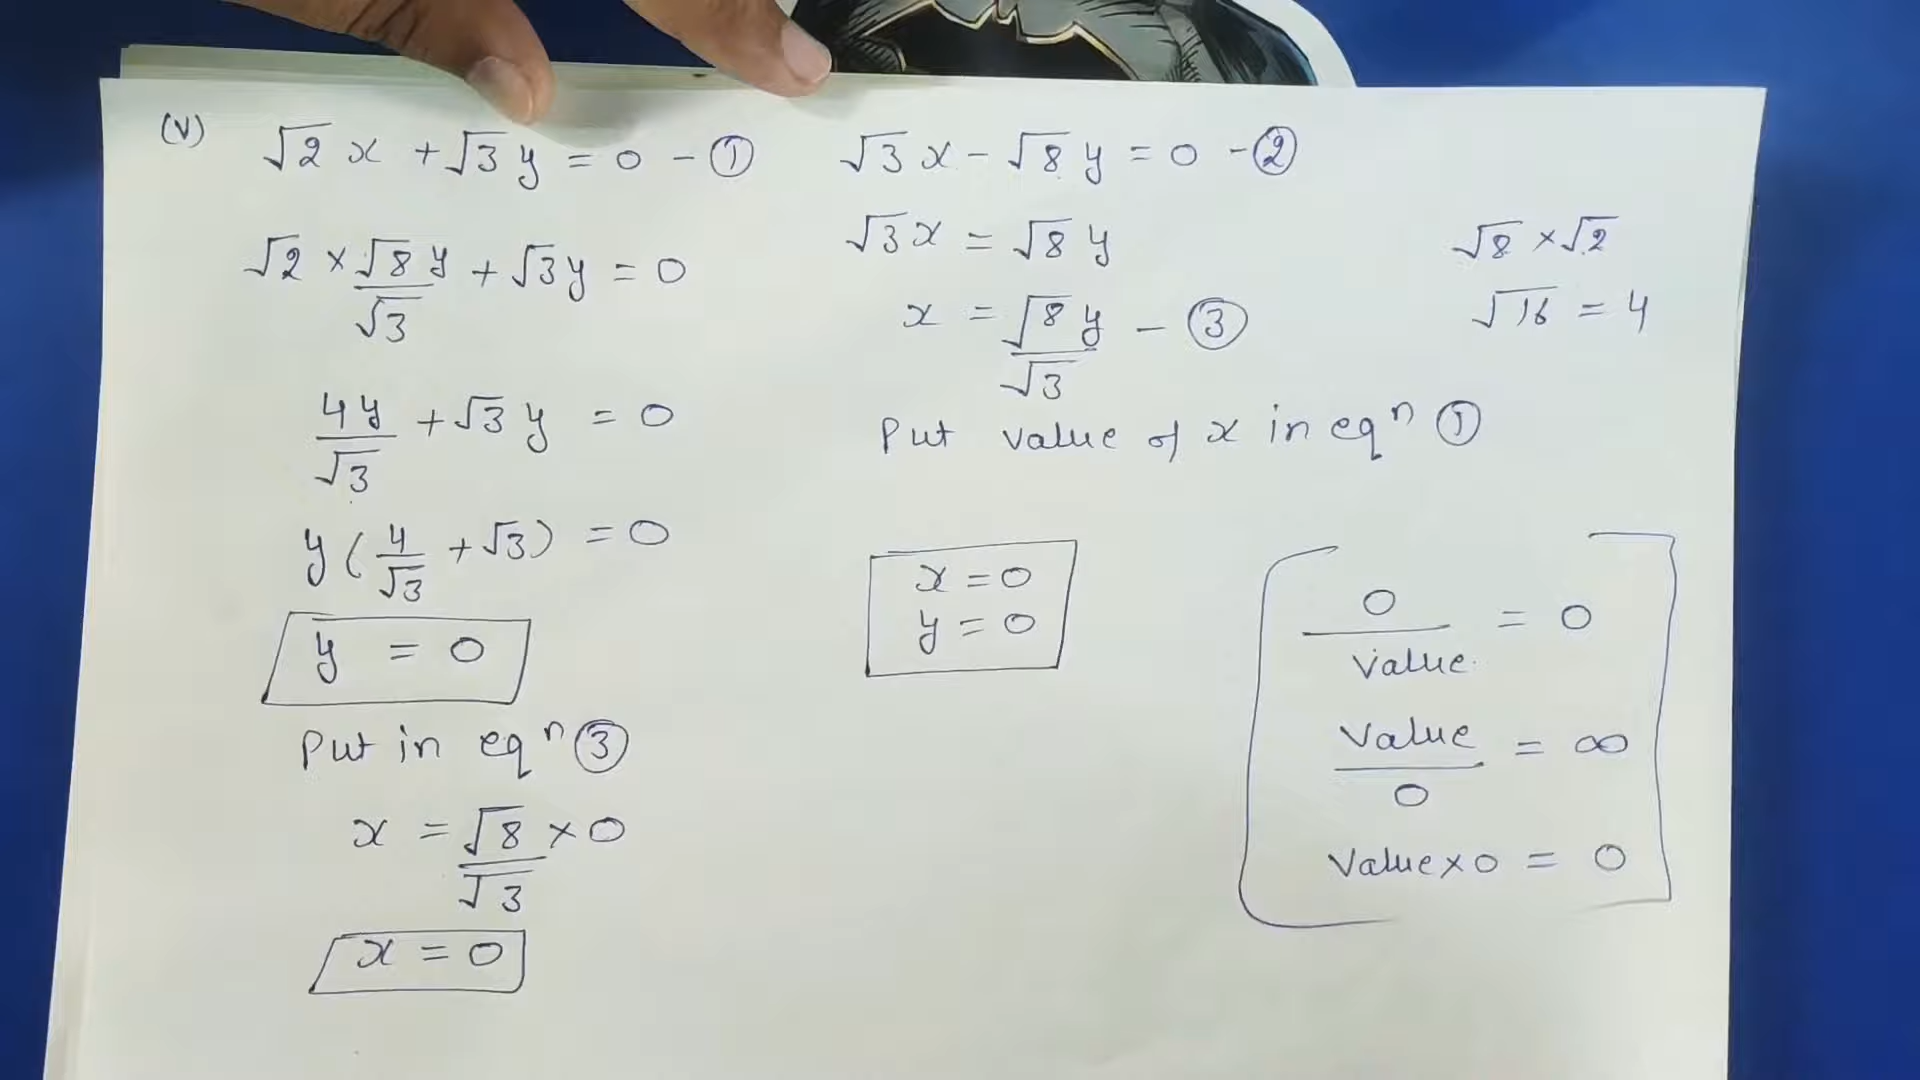 (V) √2 x + √3 y = 0 - ①
√2 × √8 y/√3 + √3 y = 0
4y/√3 + √3 y = 0
y (4/√3 + √3) = 0
y = 0
Put in eqⁿ ③
x = √8/√3 × 0
x = 0
√3 x - √8 y = 0 - ②
√3 x = √8 y
x = √8 y/√3 - ③
Put value of x in eqⁿ ①
x = 0
y = 0
√8 × √2
√16 = 4
0/value = 0
value/0 = ∞
value × 0 = 0